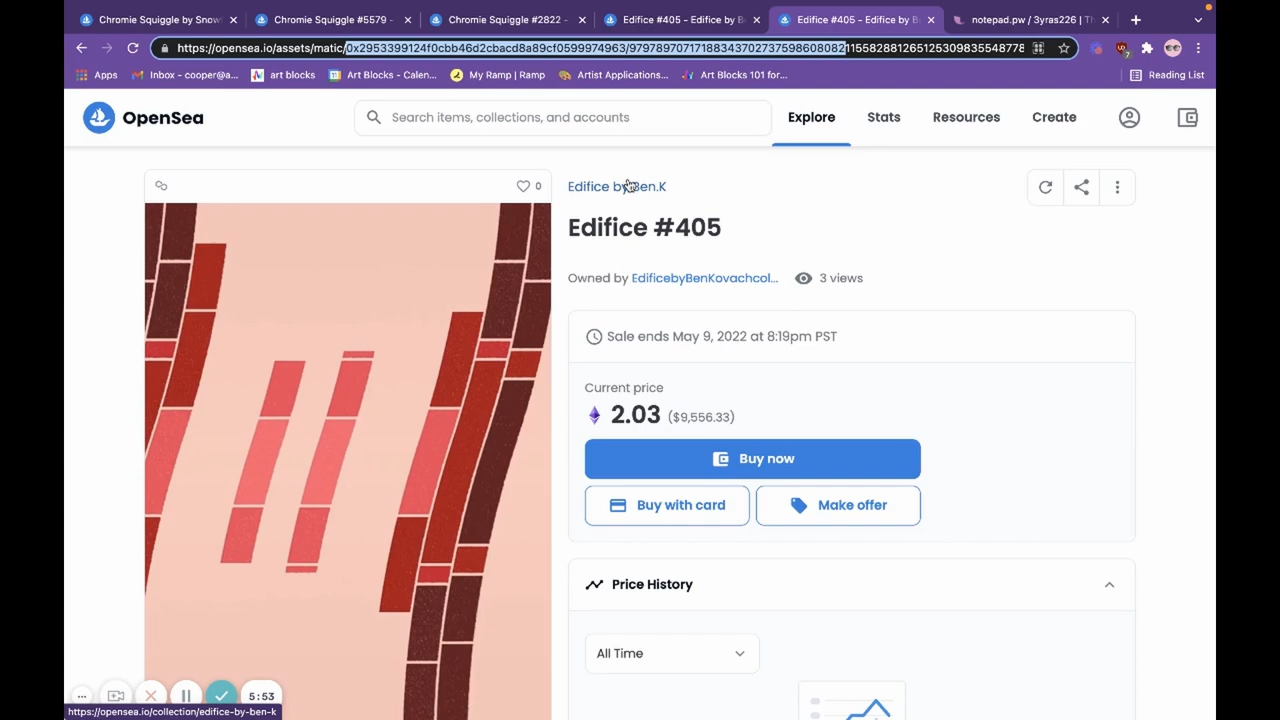 Chromie Squiggle by Snow
Chromie Squiggle #5579 -
Chromie Squiggle #2822 -
Edifice #405 - Edifice by B
Edifice #405 - Edifice by B
notepad.pw / 3yras226 | Th
https://opensea.io/assets/matic/0x2953399124f0cbb46d2cbacd8a89cf0599974963/97978970717188343702737598608082115582881265125309835548778
Apps
Inbox - cooper@a...
art blocks
Art Blocks - Calen...
My Ramp | Ramp
Artist Applications...
Art Blocks 101 for...
Reading List
OpenSea
Search items, collections, and accounts
Explore
Stats
Resources
Create
0
Edifice by Ben.K
Edifice #405
Owned by EdificebyBenKovachcol...
3 views
Sale ends May 9, 2022 at 8:19pm PST
Current price
2.03 ($9,556.33)
Buy now
Buy with card
Make offer
Price History
All Time
5:53
https://opensea.io/collection/edifice-by-ben-k